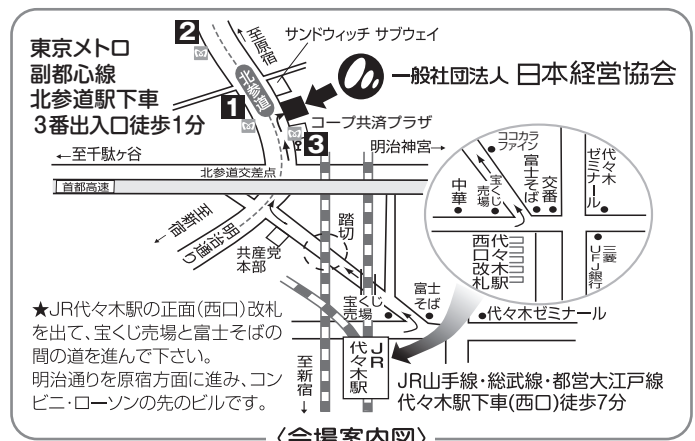 東京メトロ
副都心線
北参道駅下車
3番出入口徒歩1分
2
至原宿
サンドウィッチ サブウェイ
北参道
一般社団法人 日本経営協会
1
コープ共済プラザ
3
←至千駄ヶ谷
明治神宮→
北参道交差点
首都高速
至新宿
明治通り
共産党
本部
踏切
宝くじ
売場
富士
そば
代々木ゼミナール
ココカラ
ファイン
中華
宝くじ
売場
富士そば
交番
代々木
ゼミナール
代々木駅
西口改札
三菱
UFJ銀行
★JR代々木駅の正面(西口)改札
を出て、宝くじ売場と富士そばの
間の道を進んで下さい。
明治通りを原宿方面に進み、コン
ビニ・ローソンの先のビルです。
至新宿
JR
代々木駅
JR山手線・総武線・都営大江戸線
代々木駅下車(西口)徒歩7分
〈会場案内図〉